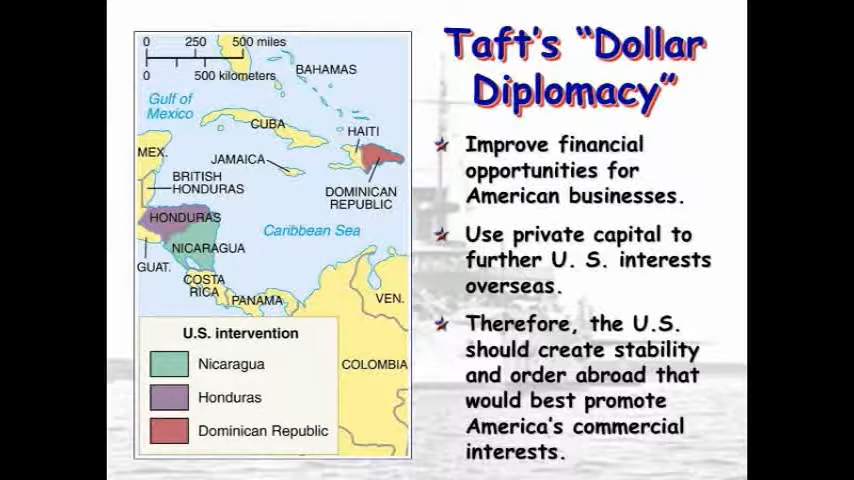 Taft's "Dollar
Diplomacy"
0 250 500 miles
0 500 kilometers
BAHAMAS
Gulf of
Mexico
CUBA
HAITI
MEX.
JAMAICA
BRITISH
HONDURAS
DOMINICAN
REPUBLIC
HONDURAS
Caribbean Sea
NICARAGUA
GUAT.
COSTA
RICA
PANAMA
VEN.
COLOMBIA
U.S. intervention
Nicaragua
Honduras
Dominican Republic
Improve financial
opportunities for
American businesses.
Use private capital to
further U. S. interests
overseas.
Therefore, the U.S.
should create stability
and order abroad that
would best promote
America's commercial
interests.